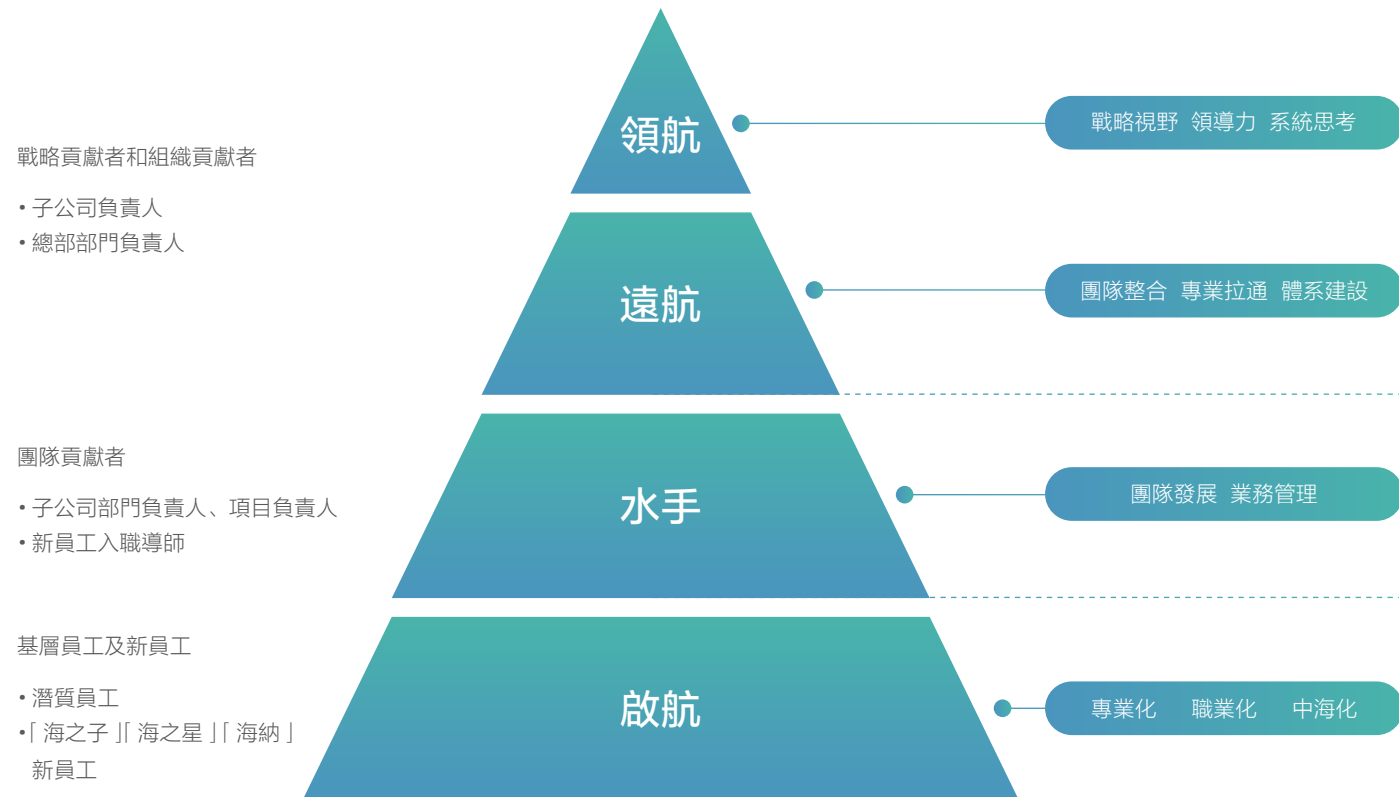 領航
戰略視野 領導力 系統思考
戰略貢獻者和組織貢獻者
• 子公司負責人
• 總部部門負責人
遠航
團隊整合 專業拉通 體系建設
團隊貢獻者
• 子公司部門負責人、項目負責人
• 新員工入職導師
水手
團隊發展 業務管理
基層員工及新員工
• 潛質員工
•「海之子」「海之星」「海納」
新員工
啟航
專業化 職業化 中海化